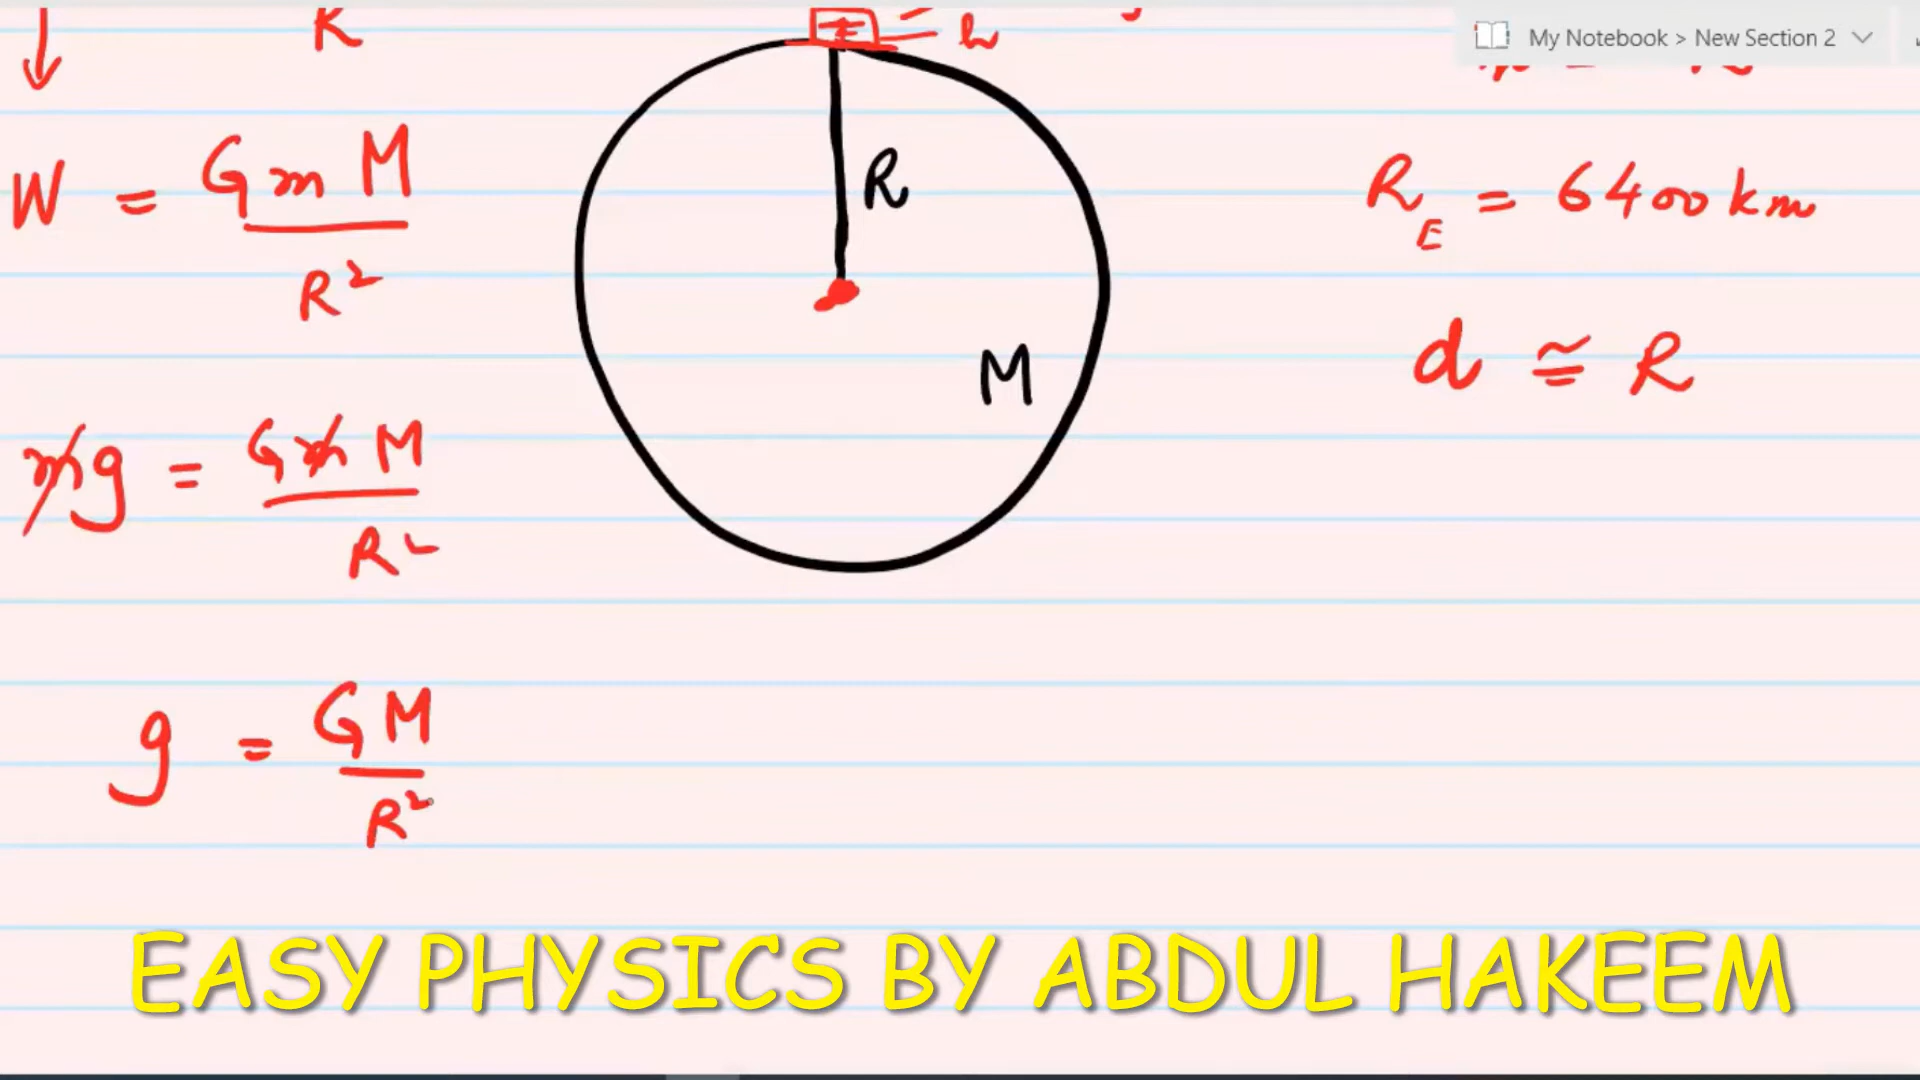 My Notebook > New Section 2
R
h
W = GmM / R²
R
R_E = 6400 km
d ≅ R
M
mg = GmM / R²
g = GM / R²
EASY PHYSICS BY ABDUL HAKEEM